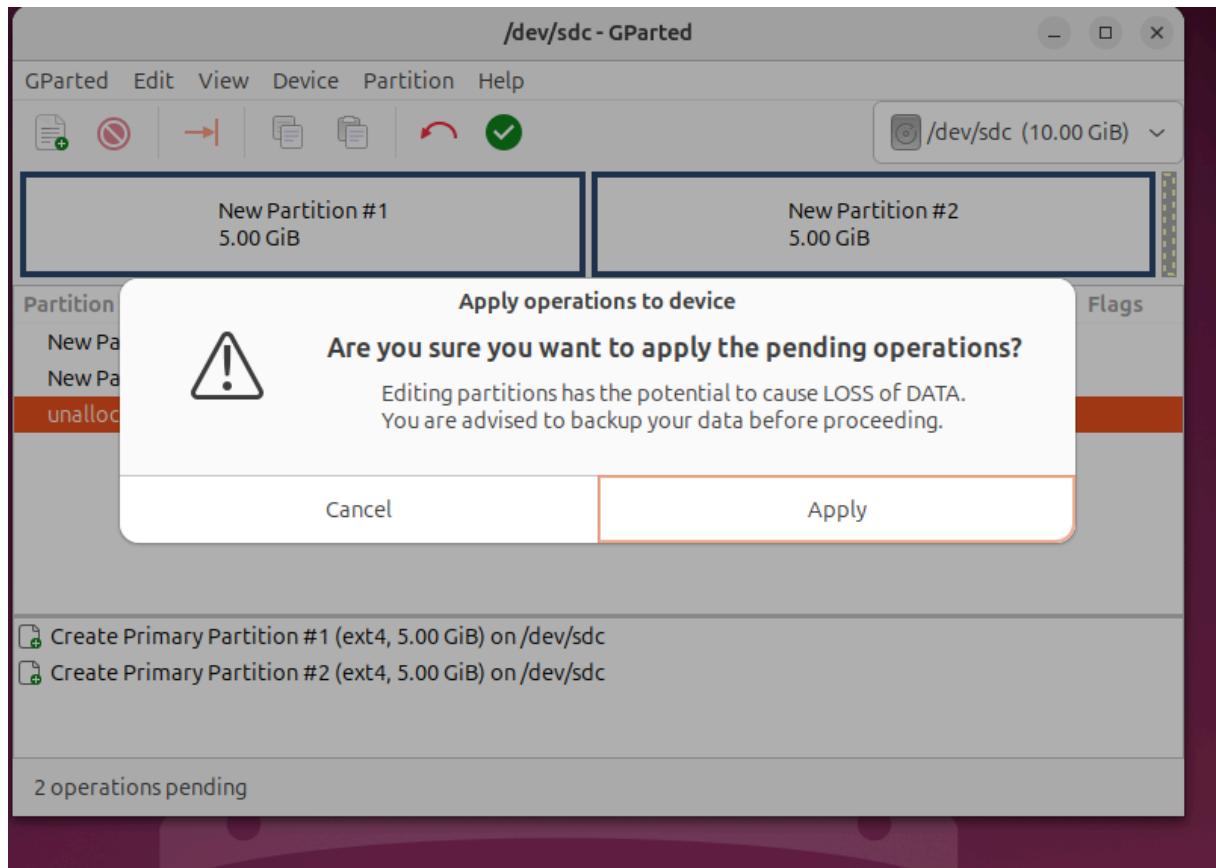 /dev/sdc - GParted
GParted Edit View Device Partition Help
/dev/sdc (10.00 GiB)
New Partition #1
5.00 GiB
New Partition #2
5.00 GiB
Partition
Flags
New Pa
New Pa
unalloc
Apply operations to device
Are you sure you want to apply the pending operations?
Editing partitions has the potential to cause LOSS of DATA.
You are advised to backup your data before proceeding.
Cancel
Apply
Create Primary Partition #1 (ext4, 5.00 GiB) on /dev/sdc
Create Primary Partition #2 (ext4, 5.00 GiB) on /dev/sdc
2 operations pending